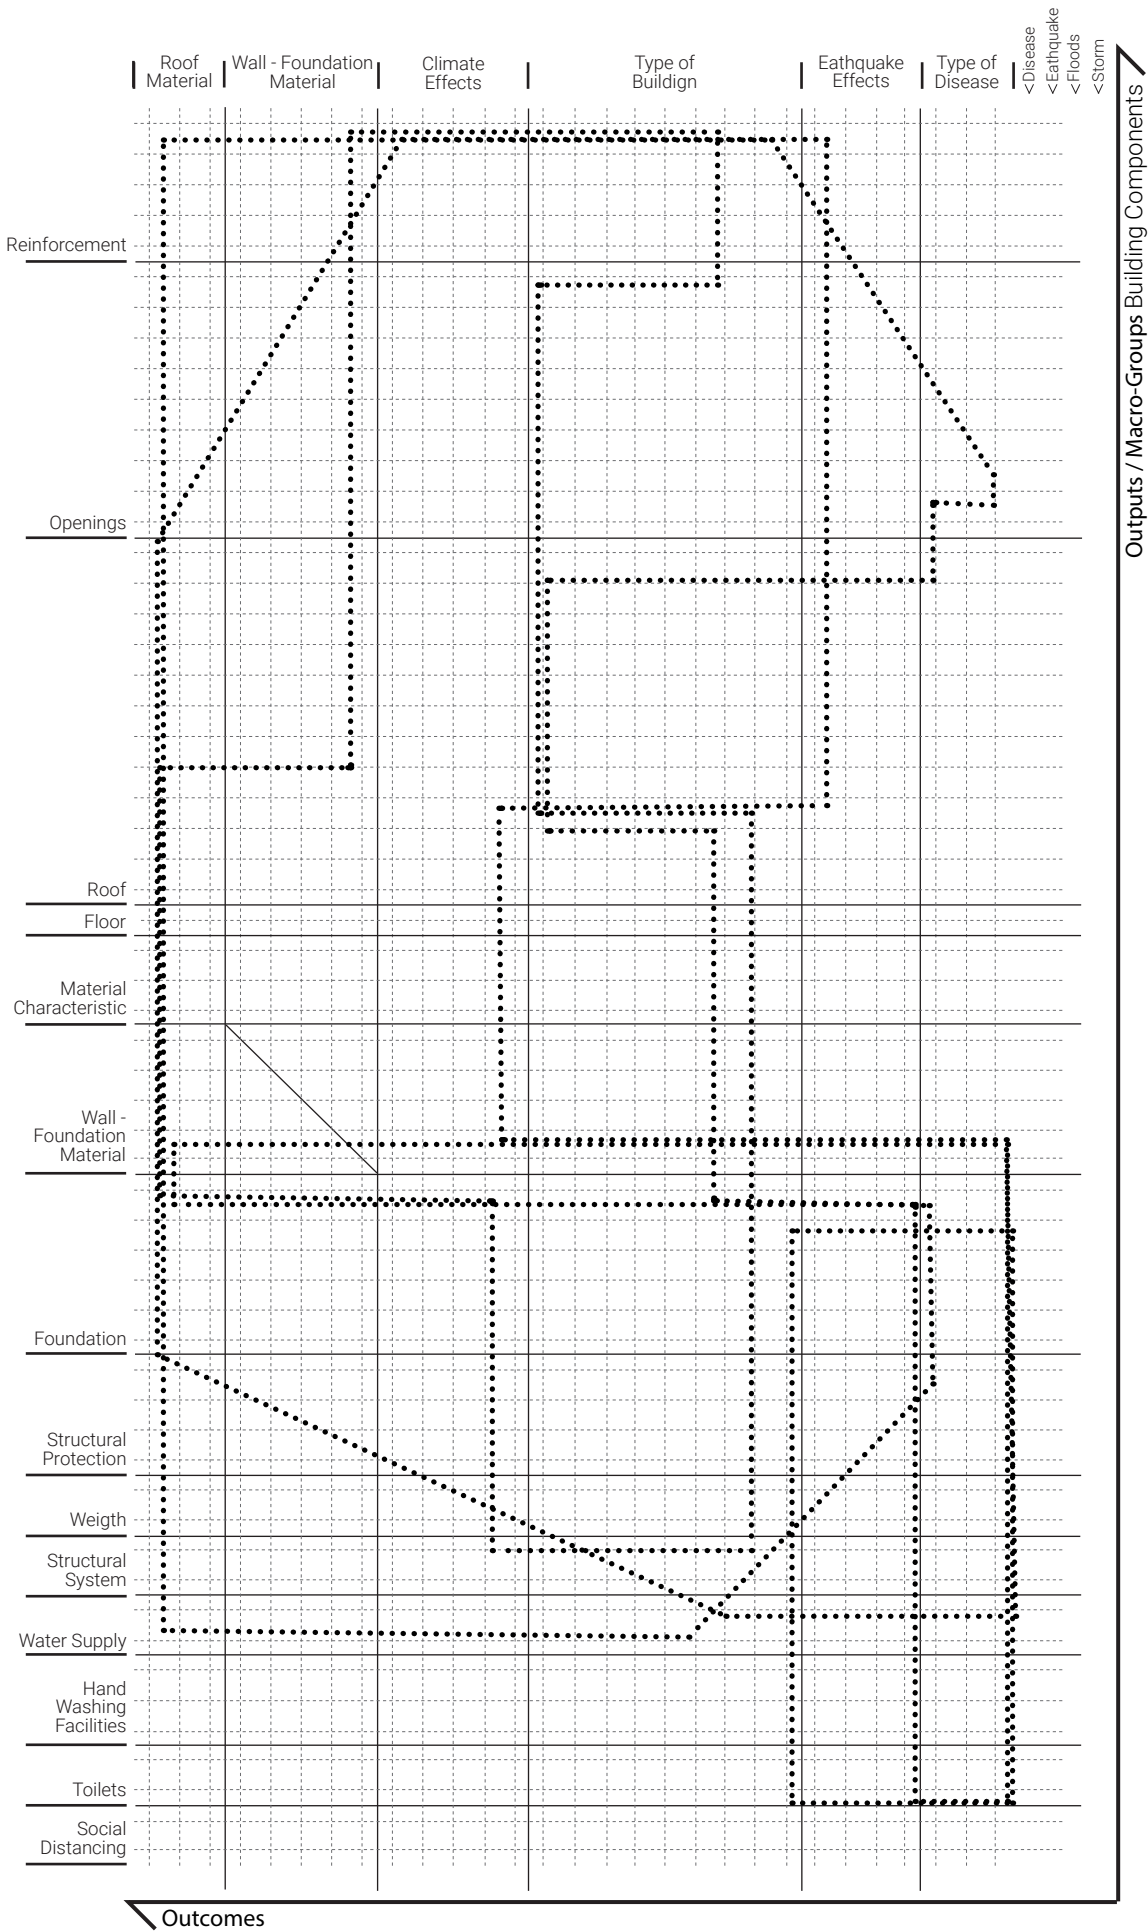 Roof
Material
Wall - Foundation
Material
Climate
Effects
Type of
Buildign
Eathquake
Effects
Type of
Disease
<Disease
<Eathquake
<Floods
<Storm
Outputs / Macro-Groups Building Components
Reinforcement
Openings
Roof
Floor
Material
Characteristic
Wall -
Foundation
Material
Foundation
Structural
Protection
Weigth
Structural
System
Water Supply
Hand
Washing
Facilities
Toilets
Social
Distancing
Outcomes